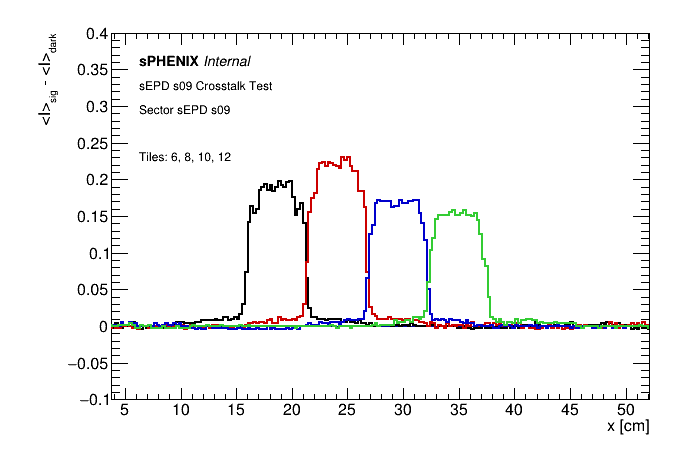 0.4
0.35
0.3
0.25
0.2
0.15
0.1
0.05
0
−0.05
−0.1
<I>sig - <I>dark
sPHENIX Internal
sEPD s09 Crosstalk Test
Sector sEPD s09
Tiles: 6, 8, 10, 12
5 10 15 20 25 30 35 40 45 50
x [cm]